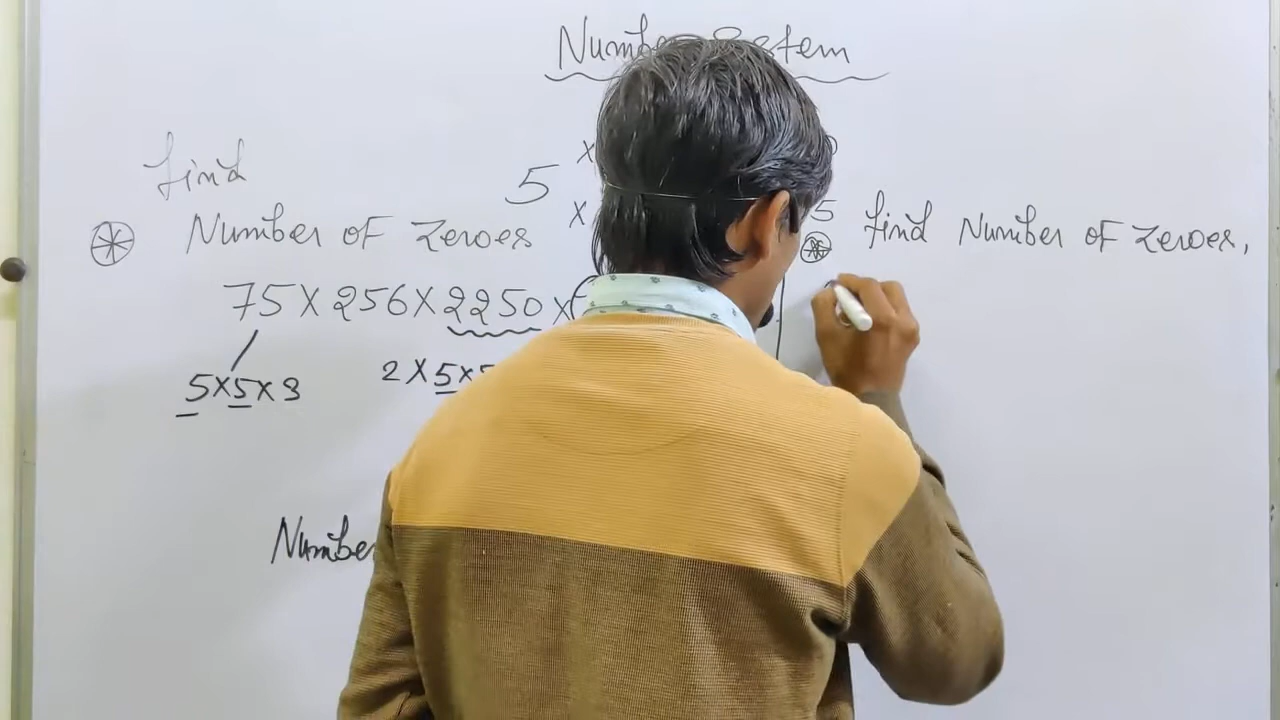 Number System
find
5 x
Number of Zeroes x
75 X 256 X 2250 X (
5 X 5 X 3
2 X 5 X 5
Number
5
find Number of Zeroes,